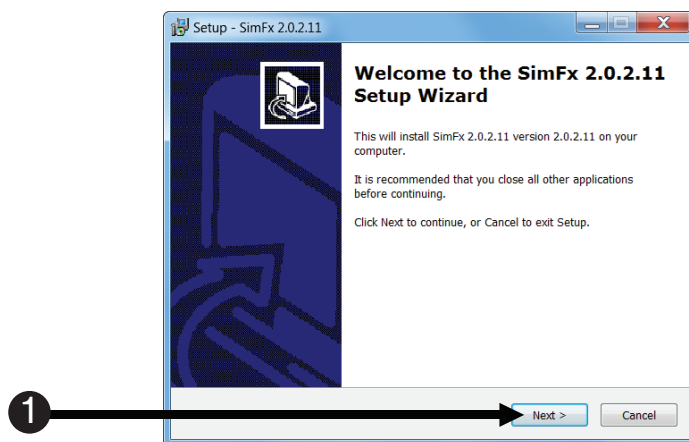 Setup - SimFx 2.0.2.11
Welcome to the SimFx 2.0.2.11
Setup Wizard
This will install SimFx 2.0.2.11 version 2.0.2.11 on your
computer.
It is recommended that you close all other applications
before continuing.
Click Next to continue, or Cancel to exit Setup.
1
Next >
Cancel